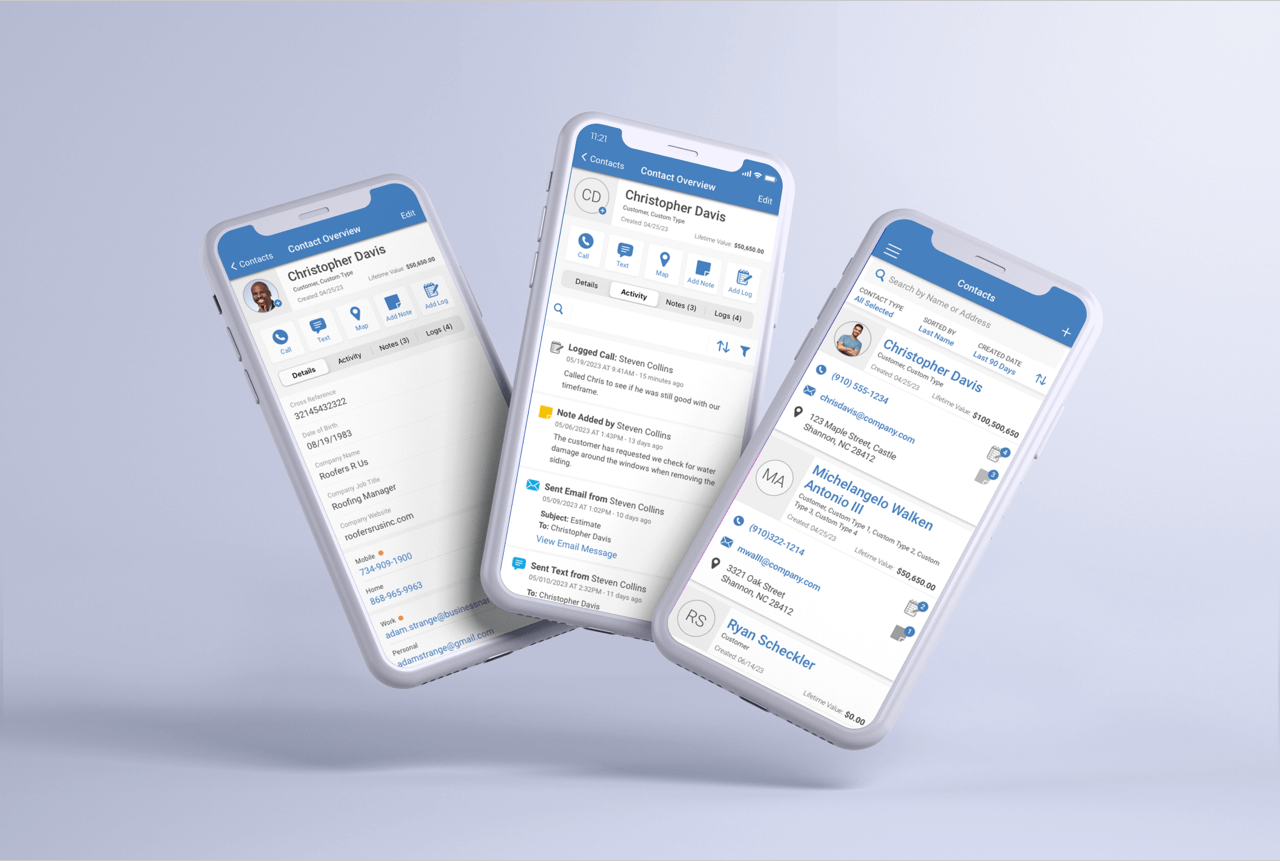 Edit
Contacts
Contact Overview
Christopher Davis
Customer, Custom Type
Created: 04/25/23
Lifetime Value: $50,650.00
Call
Text
Map
Add Note
Add Log
Details
Activity
Notes (3)
Logs (4)
Cross Reference
32145432322
Date of Birth
08/19/1983
Company Name
Roofers R Us
Company Job Title
Roofing Manager
Company Website
roofersrusinc.com
Mobile
734-909-1900
Home
868-965-9963
Work
adam.strange@businessna
Personal
adamstrange@gmail.com
11:21
Contacts
Contact Overview
Edit
CD
Christopher Davis
Customer, Custom Type
Created: 04/25/23
Lifetime Value: $50,650.00
Call
Text
Map
Add Note
Add Log
Details
Activity
Notes (3)
Logs (4)
Logged Call: Steven Collins
05/19/2023 AT 9:41AM - 15 minutes ago
Called Chris to see if he was still good with our
timeframe.
Note Added by Steven Collins
05/06/2023 AT 1:43PM - 13 days ago
The customer has requested we check for water
damage around the windows when removing the
siding.
Sent Email from Steven Collins
05/09/2023 AT 1:02PM - 10 days ago
Subject: Estimate
To: Christopher Davis
View Email Message
Sent Text from Steven Collins
05/010/2023 AT 2:32PM - 11 days ago
To: Christopher Davis
Contacts
+
Search by Name or Address
CONTACT TYPE
All Selected
SORTED BY
Last Name
CREATED DATE
Last 90 Days
Christopher Davis
Customer, Custom Type
Created: 04/25/23
Lifetime Value: $100,500,650
(910) 555-1234
chrisdavis@company.com
123 Maple Street, Castle
Shannon, NC 28412
4
3
MA
Michelangelo Walken
Antonio III
Customer, Custom Type 1, Custom Type 2, Custom
Type 3, Custom Type 4
Created: 04/25/23
Lifetime Value: $50,650.00
(910)322-1214
mwalll@company.com
3321 Oak Street
Shannon, NC 28412
2
1
RS
Ryan Scheckler
Customer
Created: 06/14/23
Lifetime Value: $0.00